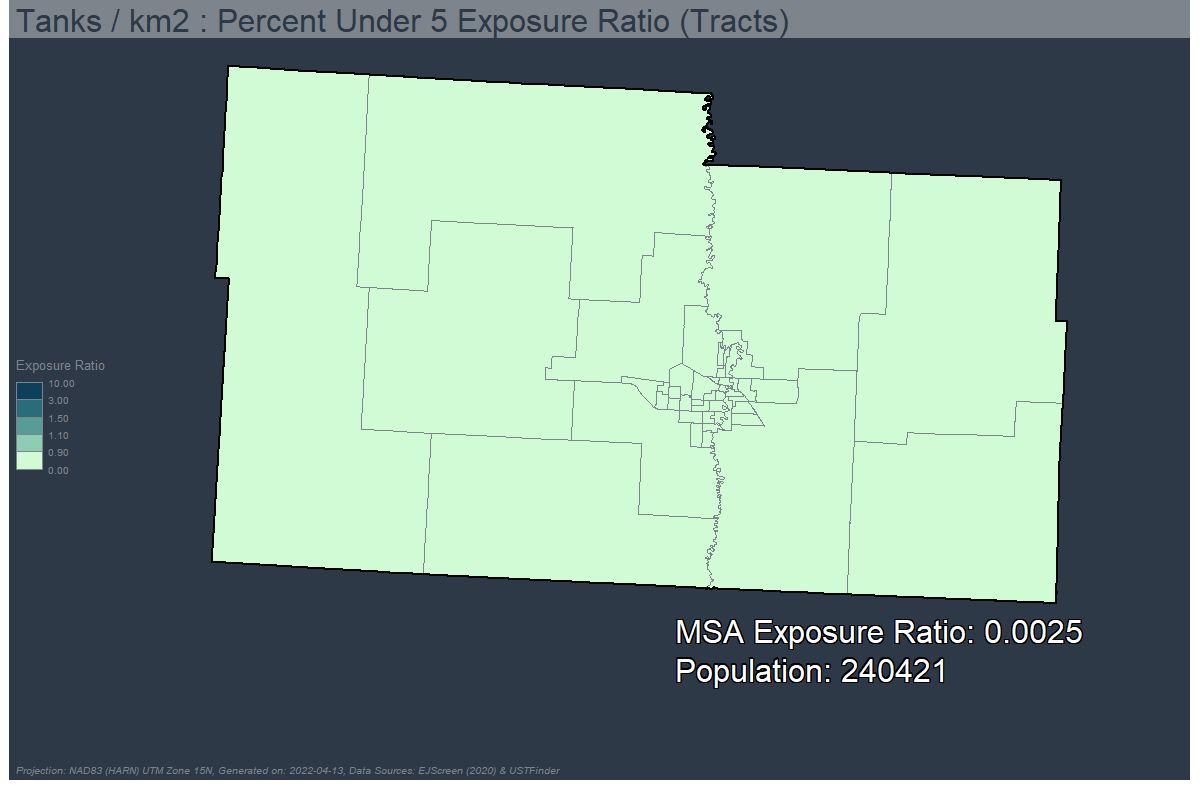 Tanks / km2 : Percent Under 5 Exposure Ratio (Tracts)
Exposure Ratio
10.00
3.00
1.50
1.10
0.90
0.00
MSA Exposure Ratio: 0.0025
Population: 240421
Projection: NAD83 (HARN) UTM Zone 15N, Generated on: 2022-04-13, Data Sources: EJScreen (2020) & USTFinder